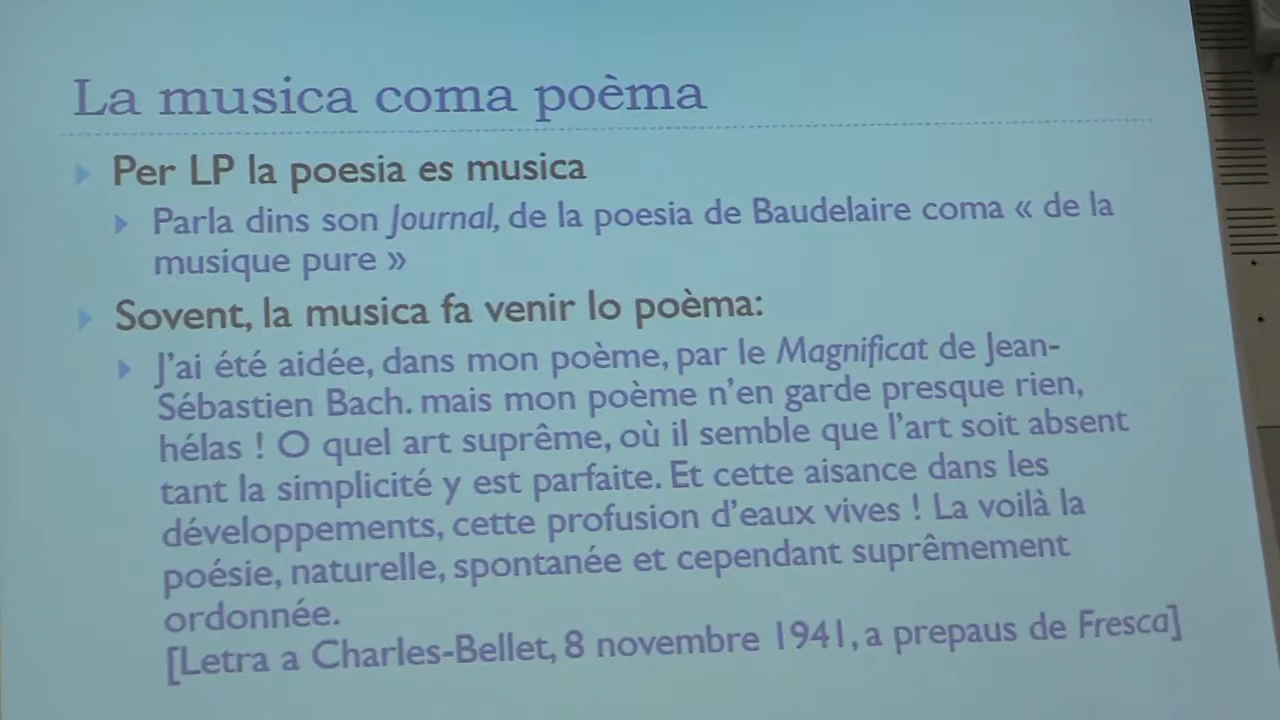 La musica coma poèma
Per LP la poesia es musica
Parla dins son Journal, de la poesia de Baudelaire coma « de la
musique pure »
Sovent, la musica fa venir lo poèma:
J'ai été aidée, dans mon poème, par le Magnificat de Jean-
Sébastien Bach. mais mon poème n'en garde presque rien,
hélas ! O quel art suprême, où il semble que l'art soit absent
tant la simplicité y est parfaite. Et cette aisance dans les
développements, cette profusion d'eaux vives ! La voilà la
poésie, naturelle, spontanée et cependant suprêmement
ordonnée.
[Letra a Charles-Bellet, 8 novembre 1941, a prepaus de Fresca]